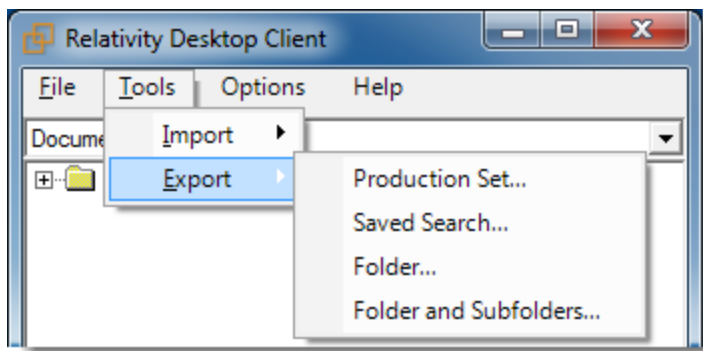 Relativity Desktop Client
File Tools Options Help
Docume
Import
Export
Production Set...
Saved Search...
Folder...
Folder and Subfolders...